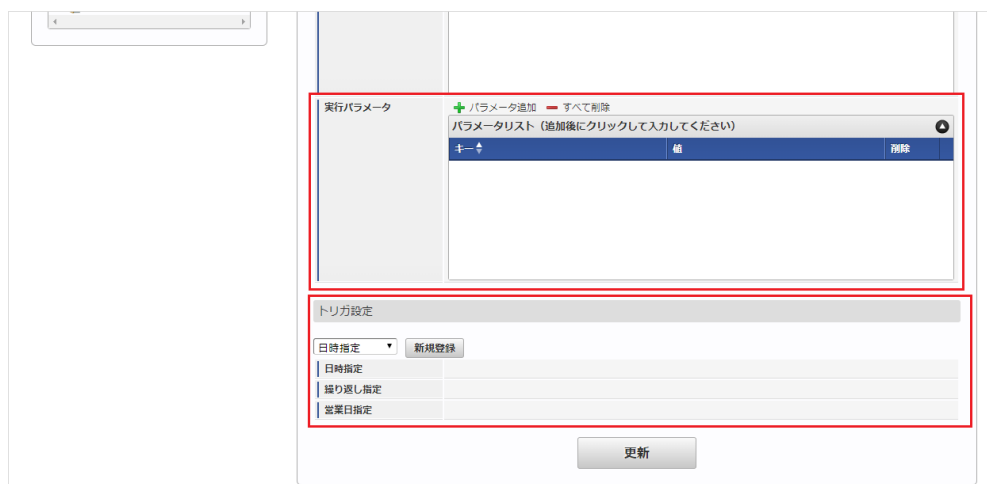 実行パラメータ
パラメータ追加 すべて削除
パラメータリスト（追加後にクリックして入力してください）
キー 値 削除
トリガ設定
日時指定 新規登録
日時指定
繰り返し指定
営業日指定
更新